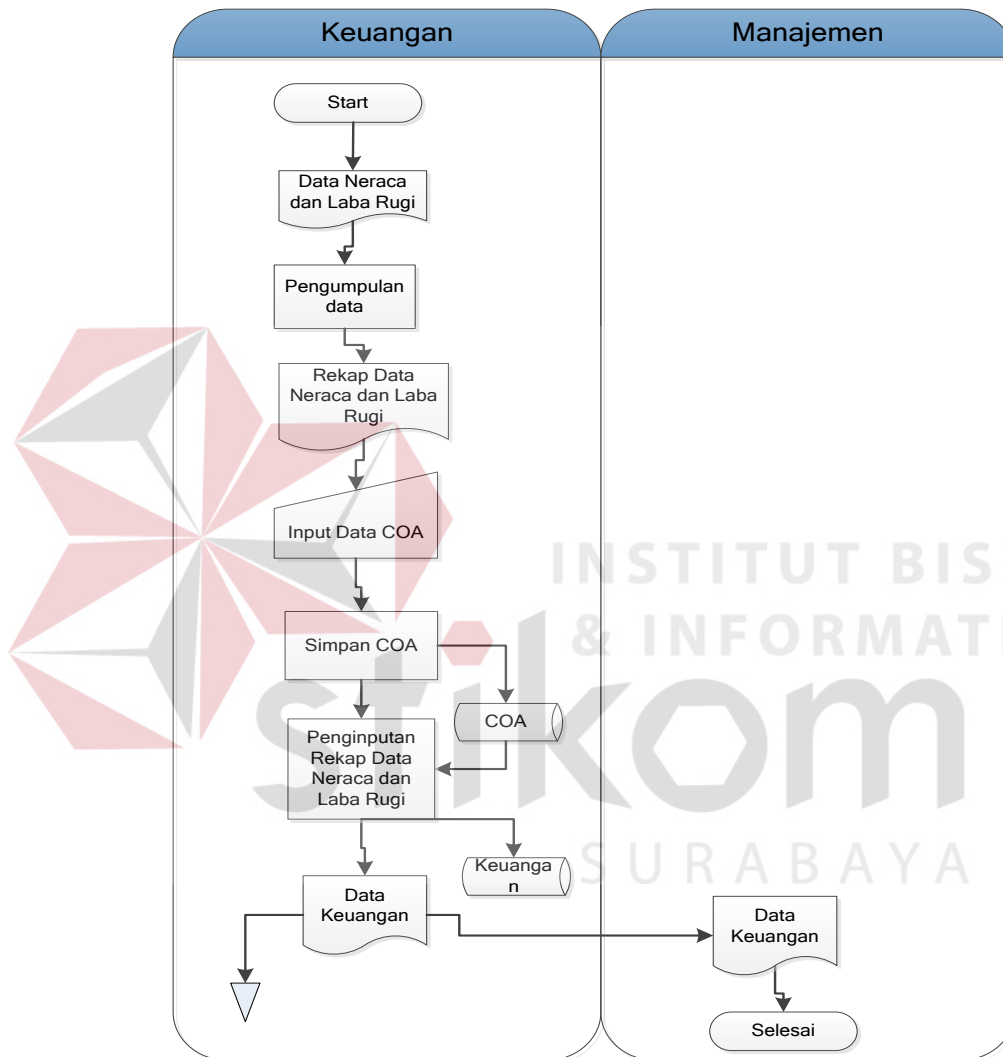 Keuangan
Manajemen
Start
Data Neraca
dan Laba Rugi
Pengumpulan
data
Rekap Data
Neraca dan Laba
Rugi
Input Data COA
Simpan COA
COA
Penginputan
Rekap Data
Neraca dan
Laba Rugi
Keuanga
n
Data
Keuangan
Data
Keuangan
Selesai
INSTITUT BIS
& INFORMATI
stikom
SURABAYA